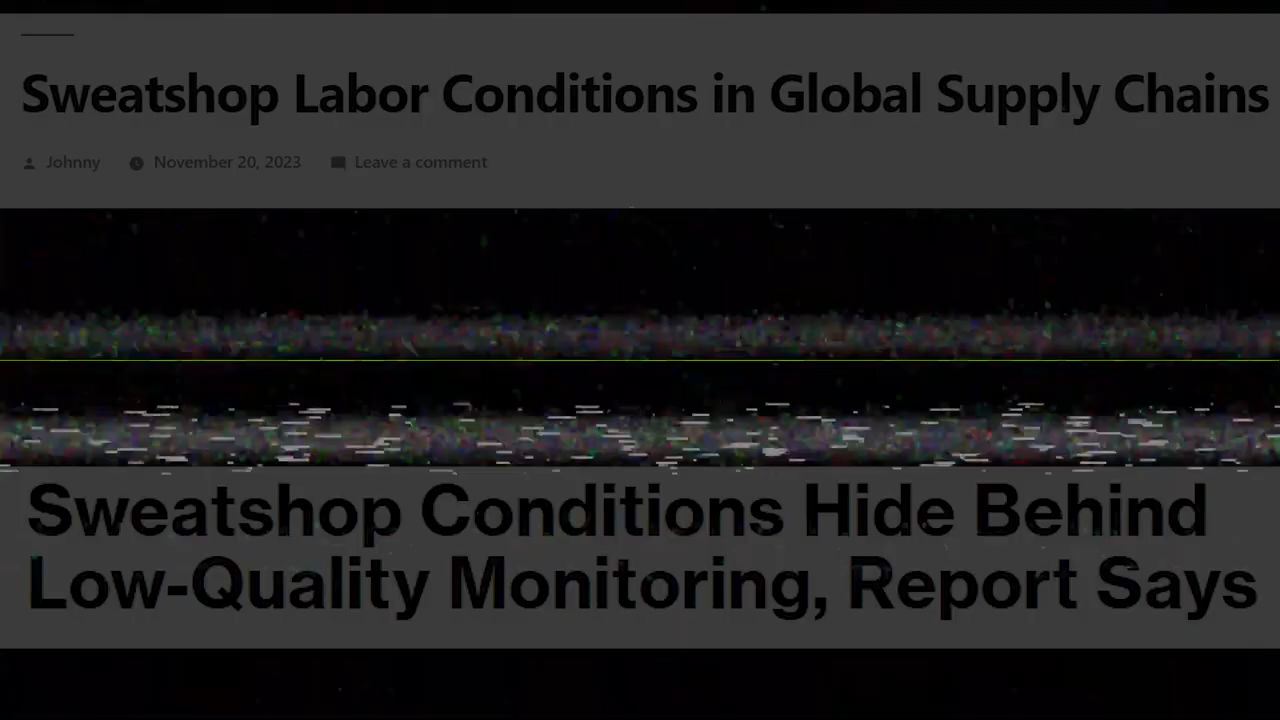 Sweatshop Labor Conditions in Global Supply Chains
Johnny November 20, 2023 Leave a comment
Sweatshop Conditions Hide Behind
Low-Quality Monitoring, Report Says